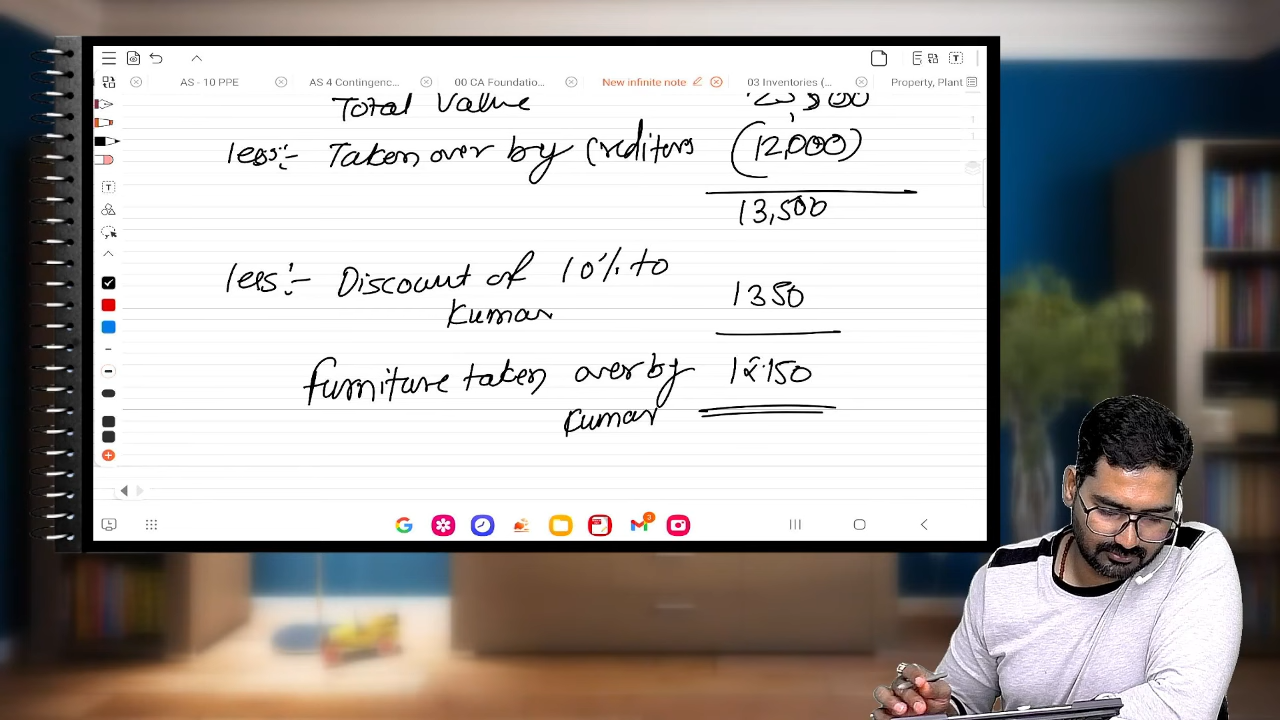 AS - 10 PPE
AS 4 Contingenc...
00 CA Foundatio...
New infinite note
03 Inventories (...
Property, Plant
Total Value
less:- Taken over by Creditors (12,000)
13,500
less:- Discount of 10% to
Kumar 1350
furniture taken over by 12150
Kumar
3